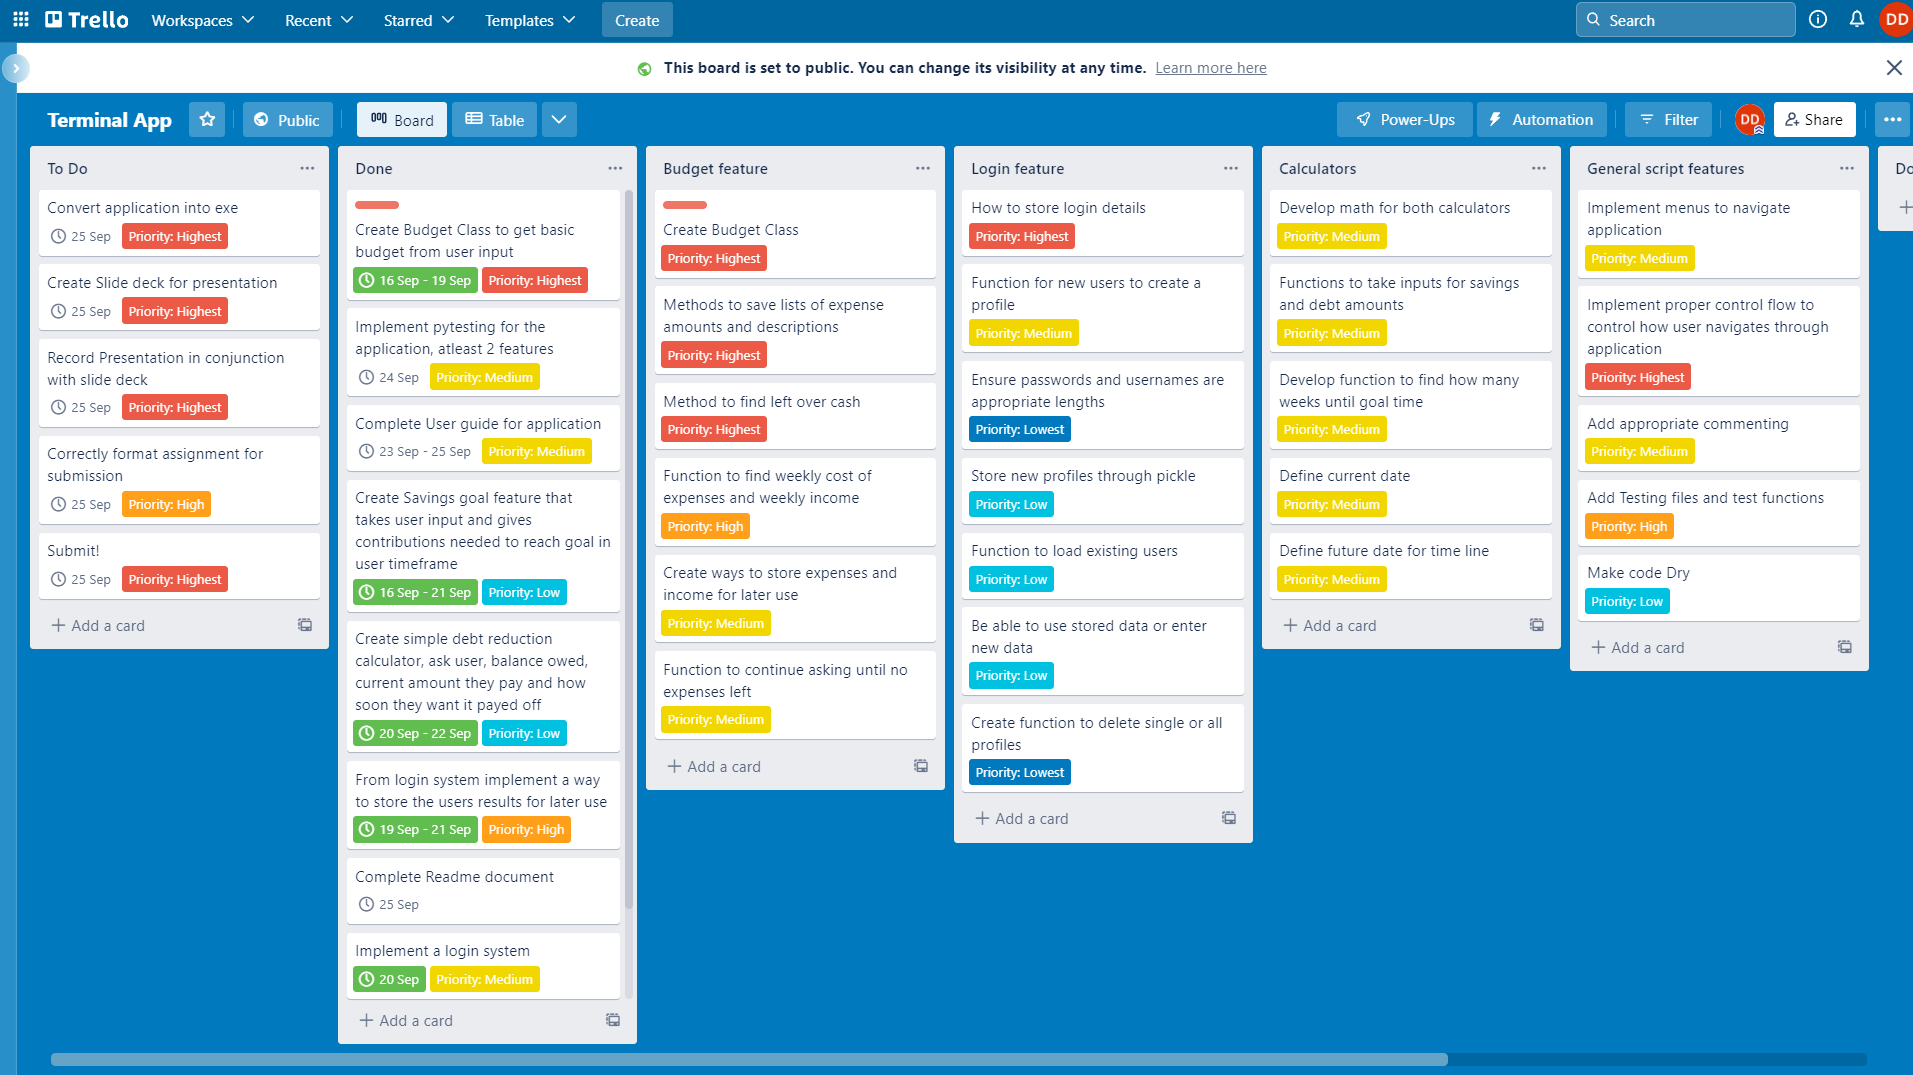 Trello
Workspaces
Recent
Starred
Templates
Create
Search
DD
This board is set to public. You can change its visibility at any time. Learn more here
Terminal App
Public
Board
Table
Power-Ups
Automation
Filter
DD
Share
To Do
Convert application into exe
25 Sep
Priority: Highest
Create Slide deck for presentation
25 Sep
Priority: Highest
Record Presentation in conjunction
with slide deck
25 Sep
Priority: Highest
Correctly format assignment for
submission
25 Sep
Priority: High
Submit!
25 Sep
Priority: Highest
+ Add a card
Done
Create Budget Class to get basic
budget from user input
16 Sep - 19 Sep
Priority: Highest
Implement pytesting for the
application, atleast 2 features
24 Sep
Priority: Medium
Complete User guide for application
23 Sep - 25 Sep
Priority: Medium
Create Savings goal feature that
takes user input and gives
contributions needed to reach goal in
user timeframe
16 Sep - 21 Sep
Priority: Low
Create simple debt reduction
calculator, ask user, balance owed,
current amount they pay and how
soon they want it payed off
20 Sep - 22 Sep
Priority: Low
From login system implement a way
to store the users results for later use
19 Sep - 21 Sep
Priority: High
Complete Readme document
25 Sep
Implement a login system
20 Sep
Priority: Medium
+ Add a card
Budget feature
Create Budget Class
Priority: Highest
Methods to save lists of expense
amounts and descriptions
Priority: Highest
Method to find left over cash
Priority: Highest
Function to find weekly cost of
expenses and weekly income
Priority: High
Create ways to store expenses and
income for later use
Priority: Medium
Function to continue asking until no
expenses left
Priority: Medium
+ Add a card
Login feature
How to store login details
Priority: Highest
Function for new users to create a
profile
Priority: Medium
Ensure passwords and usernames are
appropriate lengths
Priority: Lowest
Store new profiles through pickle
Priority: Low
Function to load existing users
Priority: Low
Be able to use stored data or enter
new data
Priority: Low
Create function to delete single or all
profiles
Priority: Lowest
+ Add a card
Calculators
Develop math for both calculators
Priority: Medium
Functions to take inputs for savings
and debt amounts
Priority: Medium
Develop function to find how many
weeks until goal time
Priority: Medium
Define current date
Priority: Medium
Define future date for time line
Priority: Medium
+ Add a card
General script features
Implement menus to navigate
application
Priority: Medium
Implement proper control flow to
control how user navigates through
application
Priority: Highest
Add appropriate commenting
Priority: Medium
Add Testing files and test functions
Priority: High
Make code Dry
Priority: Low
+ Add a card
Do
+